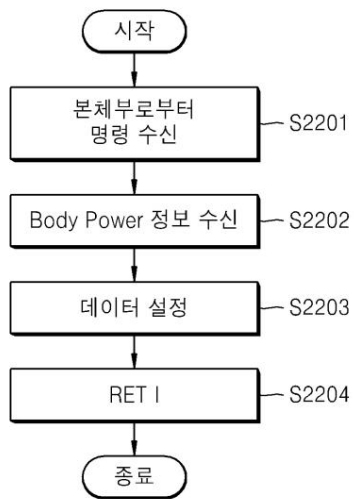 시작
본체부로부터
명령 수신
S2201
Body Power 정보 수신
S2202
데이터 설정
S2203
RET I
S2204
종료